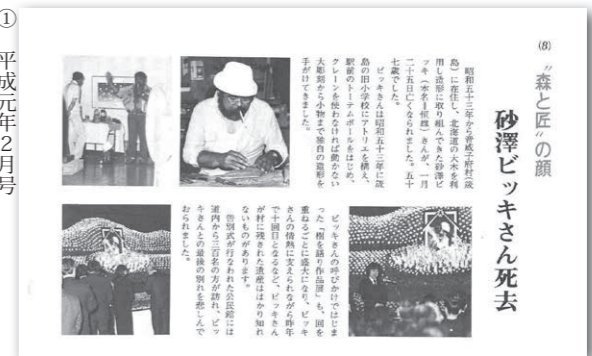 (8)
“森と匠”の顔
砂澤ビッキさん死去
昭和五十三年から音威子府村(筬
島)に在住し、北海道の大木を利
用し造形に取り組んできた砂澤ビ
ッキ(本名=恒雄)さんが、一月
二十五日亡くなられました。五十
七歳でした。
ビッキさんは昭和五十三年に筬
島の旧小学校にアトリエを構え、
駅前のトーテムポールをはじめ、
クレーンを使わなければ動かない
大彫刻から小物まで独自の造形を
手がけてきました。
ビッキさんの呼びかけではじま
った「樹を語り作品展」も、回を
重ねるごとに盛大になり、ビッキ
さんの情熱に支えられながら昨年
で十回目となるなど、ビッキさん
が村に残された遺産ははかり知れ
ないものがあります。
告別式が行なわれた公民館には
道内から三百名の方が訪れ、ビッ
キさんとの最後の別れを悲しんで
おられました。
① 平成元年2月号